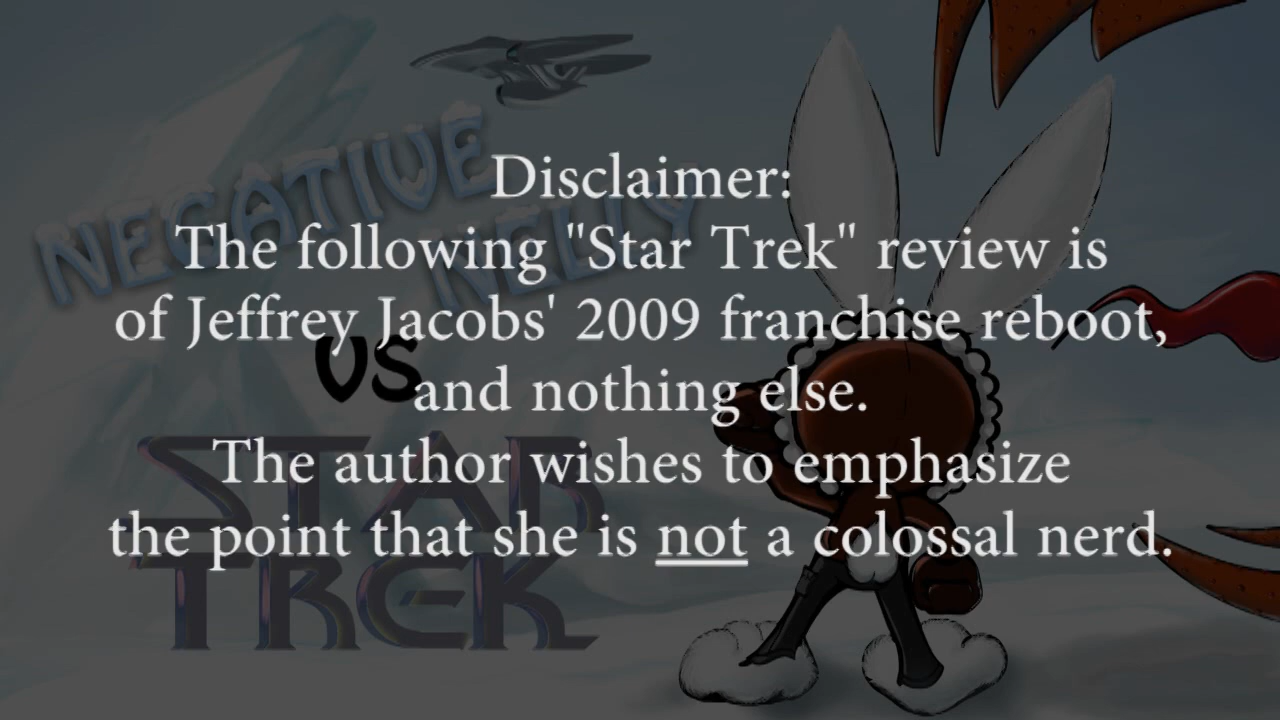 Disclaimer:
The following "Star Trek" review is
of Jeffrey Jacobs' 2009 franchise reboot,
and nothing else.
The author wishes to emphasize
the point that she is not a colossal nerd.
NEGATIVE
NELLY
VS
STAR
TREK